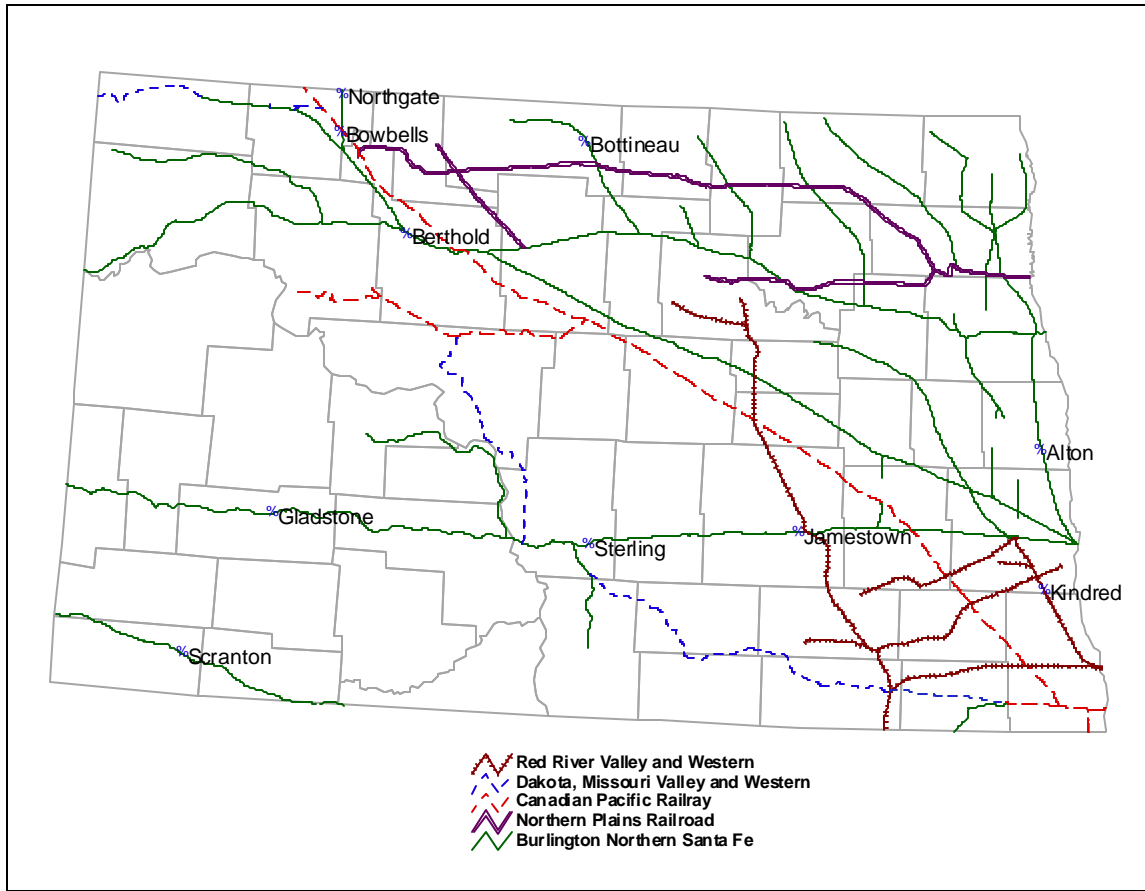 %Northgate
%Bowbells
%Bottineau
%Berthold
%Alton
%Gladstone
%Jamestown
%Sterling
%Kindred
%Scranton
Red River Valley and Western
Dakota, Missouri Valley and Western
Canadian Pacific Railray
Northern Plains Railroad
Burlington Northern Santa Fe